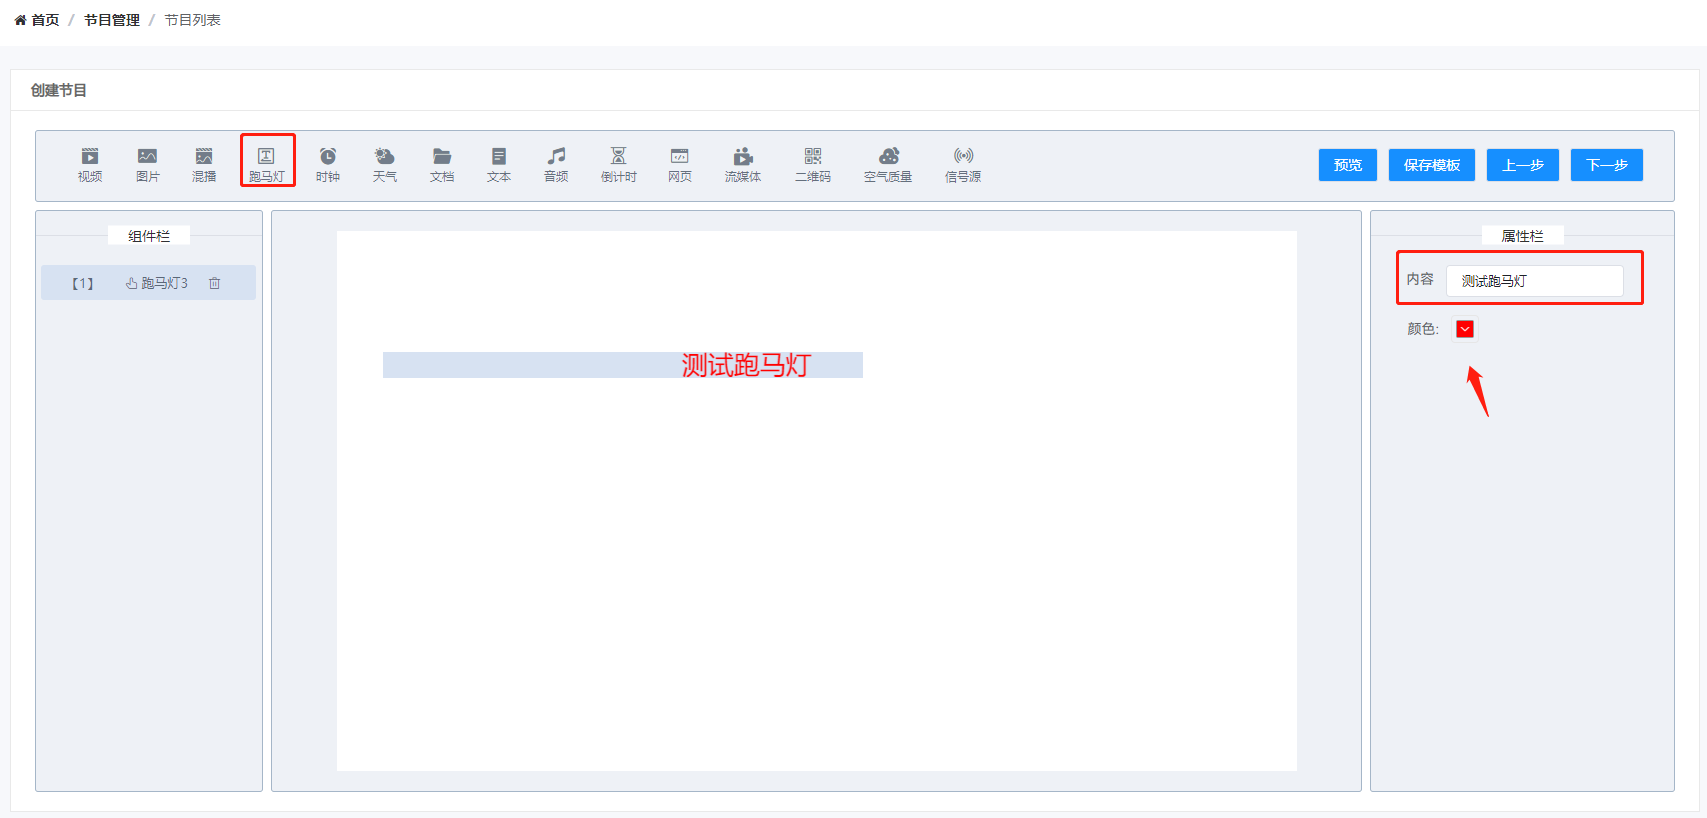 首页 / 节目管理 / 节目列表
创建节目
视频 图片 混播 跑马灯 时钟 天气 文档 文本 音频 倒计时 网页 流媒体 二维码 空气质量 信号源
预览 保存模板 上一步 下一步
组件栏
【1】 跑马灯3
测试跑马灯
属性栏
内容 测试跑马灯
颜色: